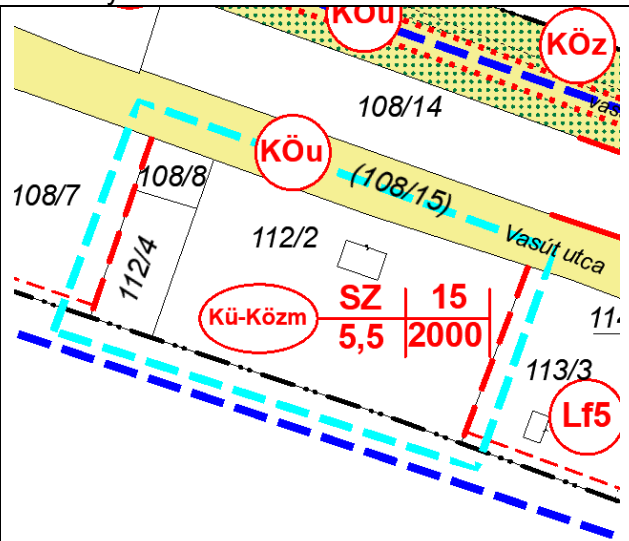 KÖu
KÖz
108/14
KÖu
108/8
(108/15)
108/7
112/2
Vasút utca
112/4
SZ 15
Kü-Közm
5,5 2000
113/3
Lf5